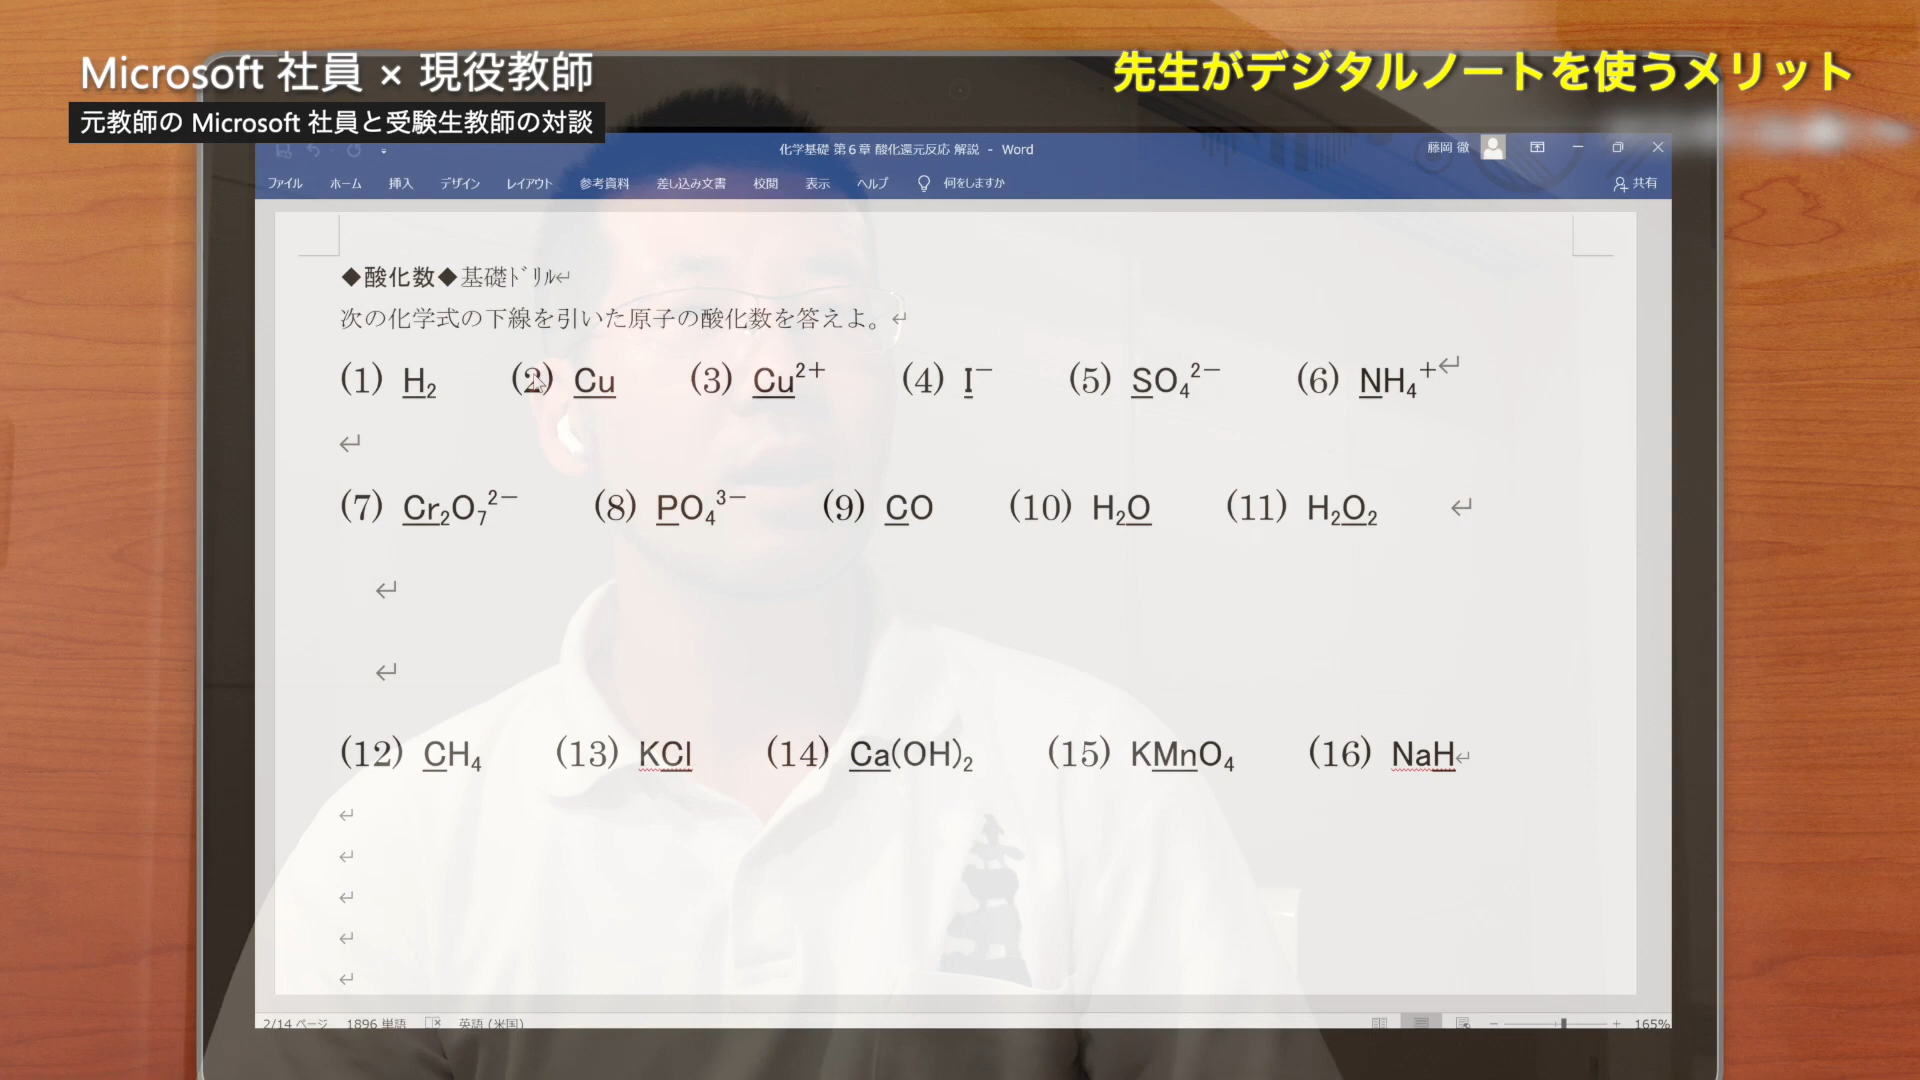 Microsoft 社員 × 現役教師
元教師の Microsoft 社員と受験生教師の対談
先生がデジタルノートを使うメリット
化学基礎 第６章 酸化還元反応 解説 - Word
藤岡 徹
ファイル ホーム 挿入 デザイン レイアウト 参考資料 差し込み文書 校閲 表示 ヘルプ 何をしますか 共有
◆酸化数◆基礎ﾄﾞﾘﾙ↵
次の化学式の下線を引いた原子の酸化数を答えよ。↵
(1) H₂ (2) Cu (3) Cu²⁺ (4) I⁻ (5) SO₄²⁻ (6) NH₄⁺↵
↵
(7) Cr₂O₇²⁻ (8) PO₄³⁻ (9) CO (10) H₂O (11) H₂O₂ ↵
↵
↵
(12) CH₄ (13) KCl (14) Ca(OH)₂ (15) KMnO₄ (16) NaH↵
↵
↵
↵
↵
↵
2/14 ページ 1896 単語 英語 (米国) 165%